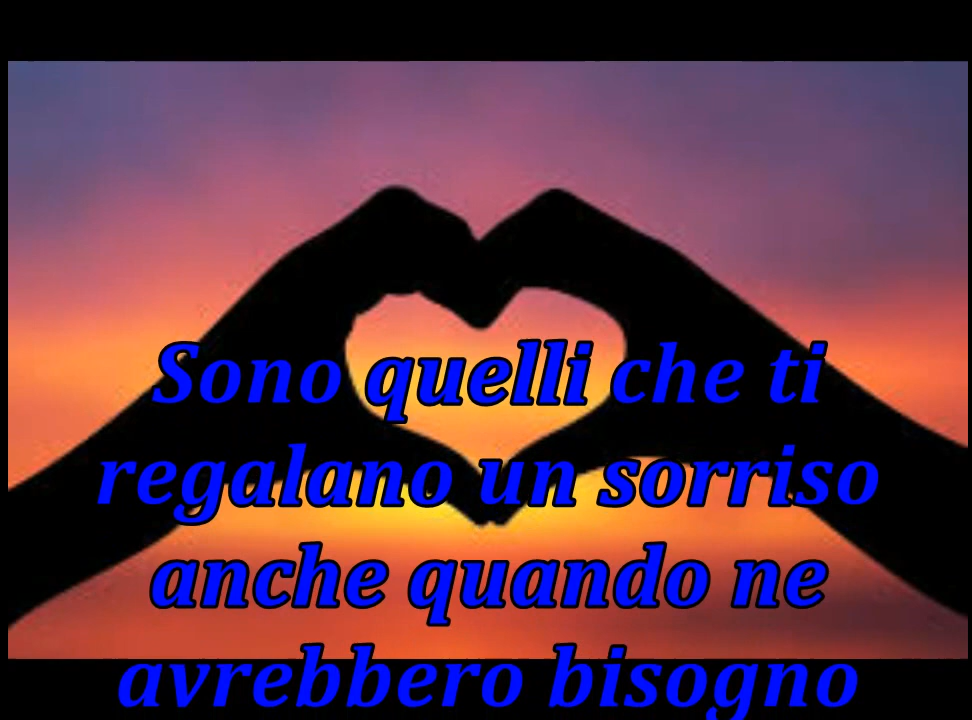 Sono quelli che ti
regalano un sorriso
anche quando ne
avrebbero bisogno